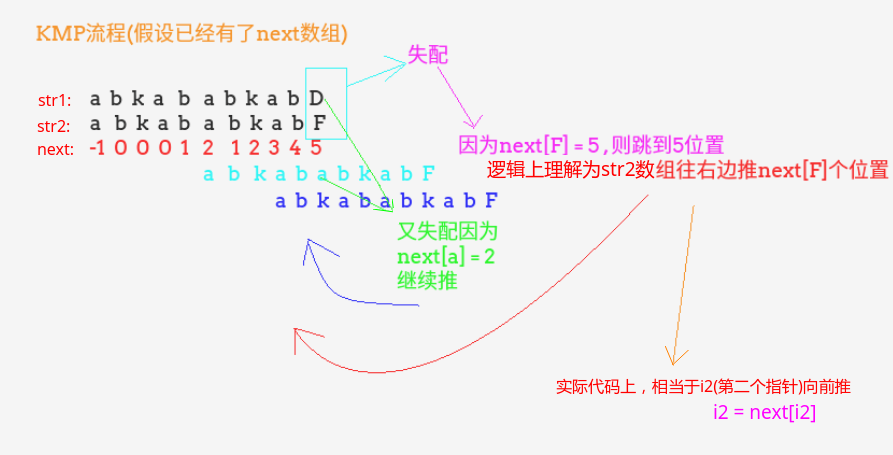 KMP流程(假设已经有了next数组)
失配
str1: a b k a b a b k a b D
str2: a b k a b a b k a b F
next: -1 0 0 0 1 2 1 2 3 4 5
因为next[F] = 5 , 则跳到5位置
逻辑上理解为str2数组往右边推next[F]个位置
a b k a b a b k a b F
a b k a b a b k a b F
又失配因为
next[a] = 2
继续推
实际代码上，相当于i2(第二个指针)向前推
i2 = next[i2]